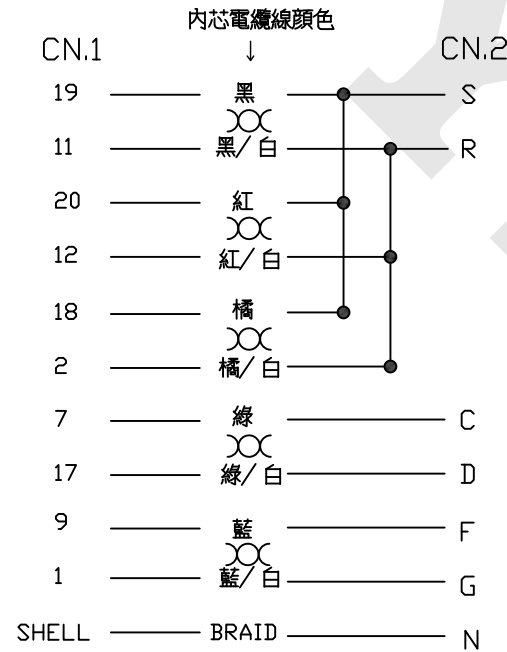 內芯電纜線顔色
CN.1 ↓ CN.2
19 黑 S
11 黑/白 R
20 紅
12 紅/白
18 橘
2 橘/白
7 綠 C
17 綠/白 D
9 藍 F
1 藍/白 G
SHELL BRAID N